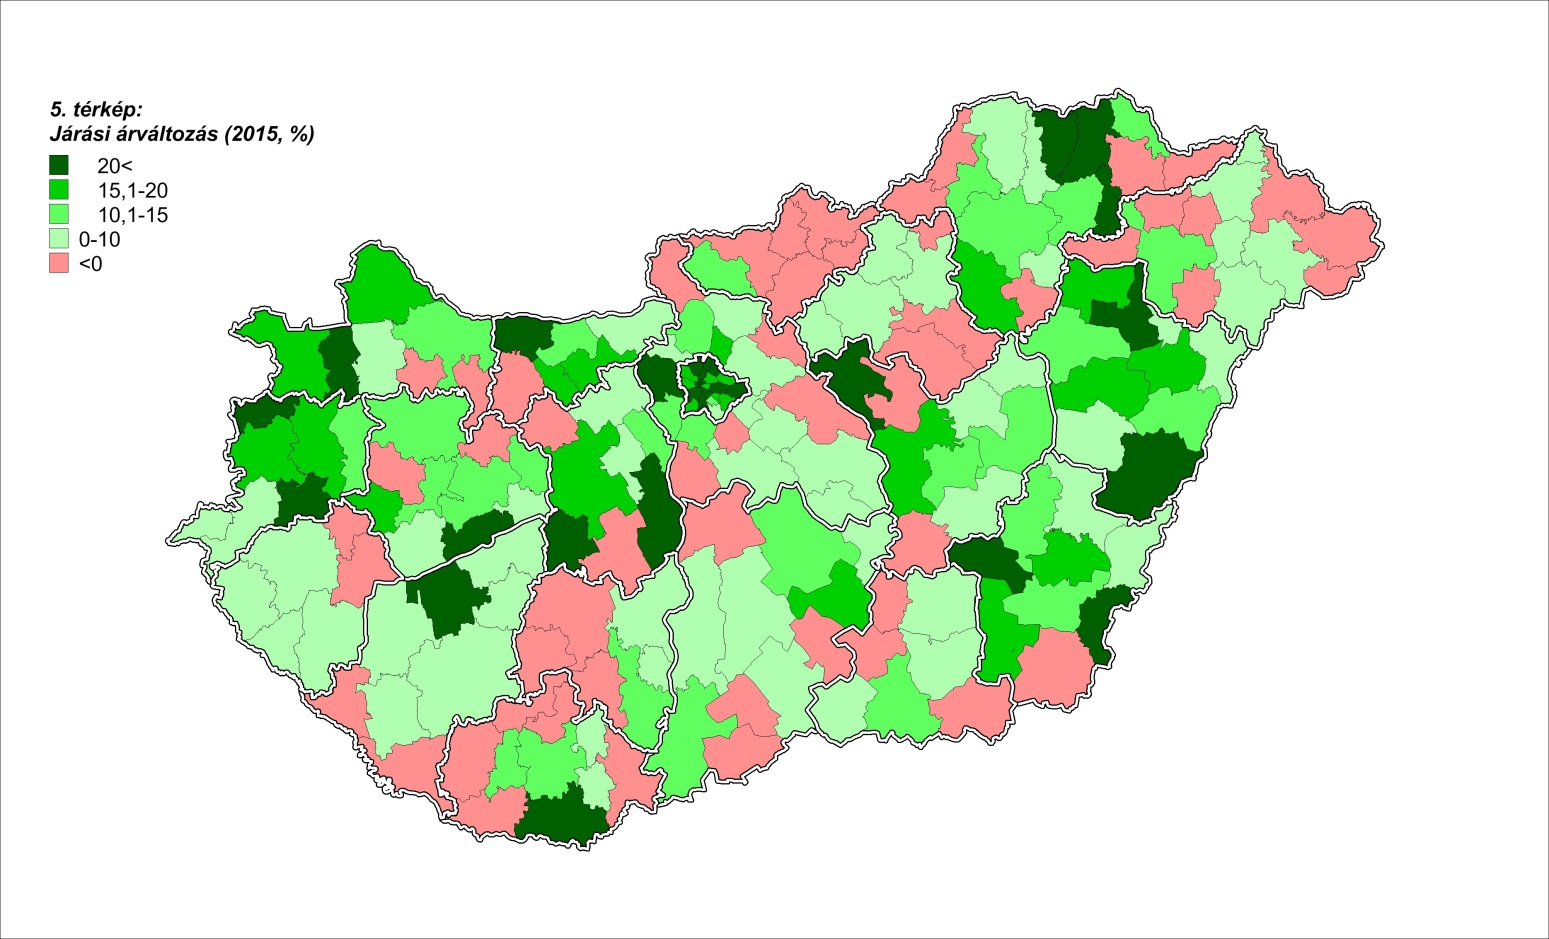 5. térkép:
Járási árváltozás (2015, %)
20<
15,1-20
10,1-15
0-10
<0